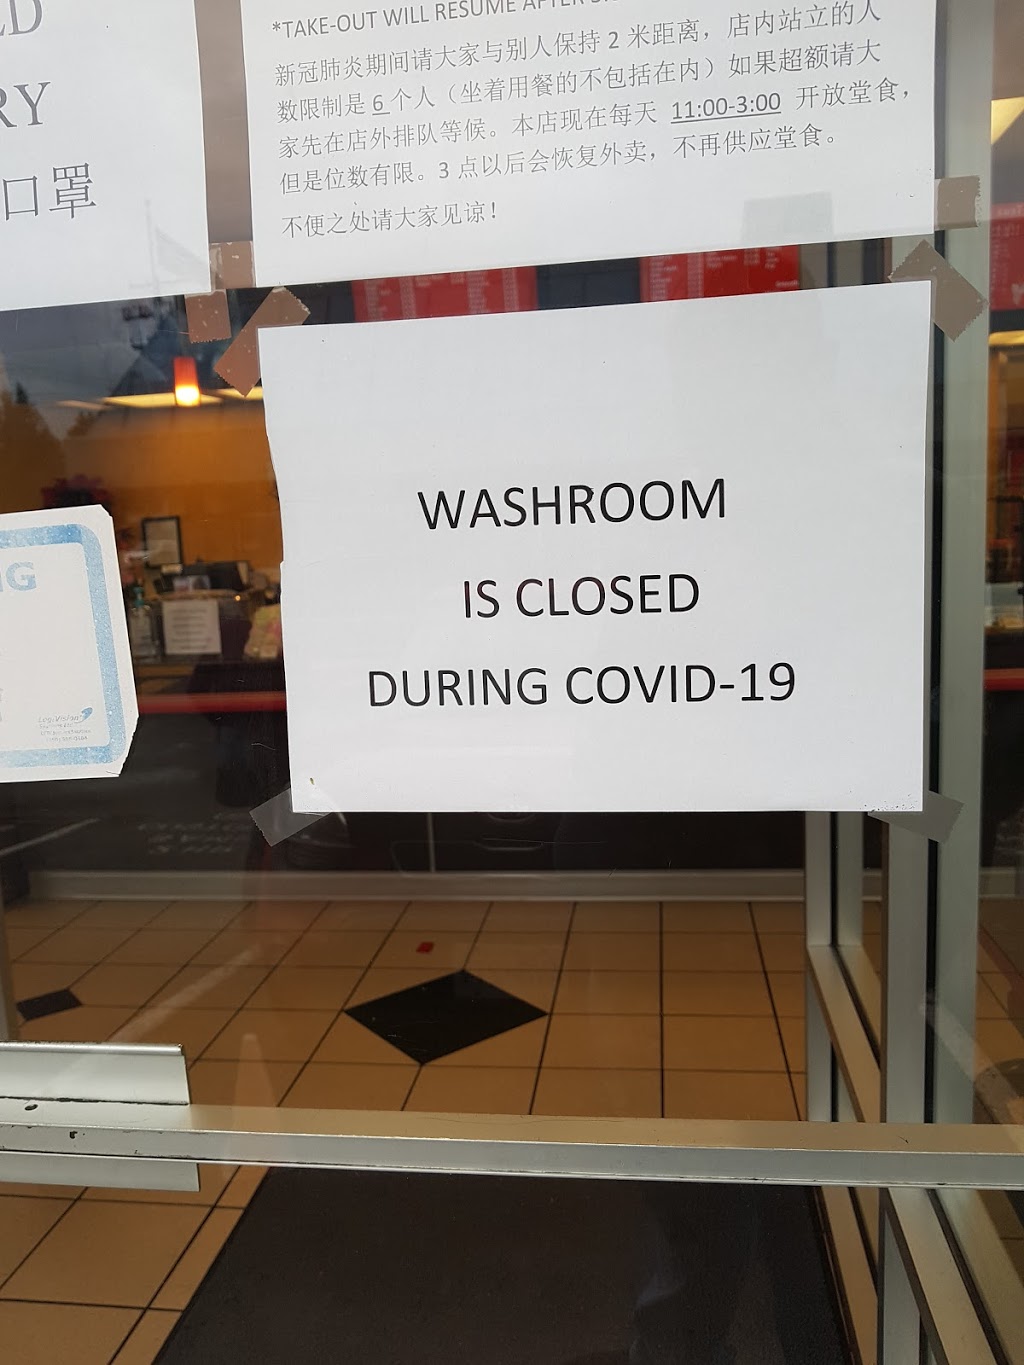 *TAKE-OUT WILL RESUME AFTER
新冠肺炎期间请大家与别人保持 2 米距离，店内站立的人
数限制是 6 个人（坐着用餐的不包括在内）如果超额请大
家先在店外排队等候。本店现在每天 11:00-3:00 开放堂食，
但是位数有限。3 点以后会恢复外卖，不再供应堂食。
不便之处请大家见谅！
ED
RY
口罩
WASHROOM
IS CLOSED
DURING COVID-19
NG